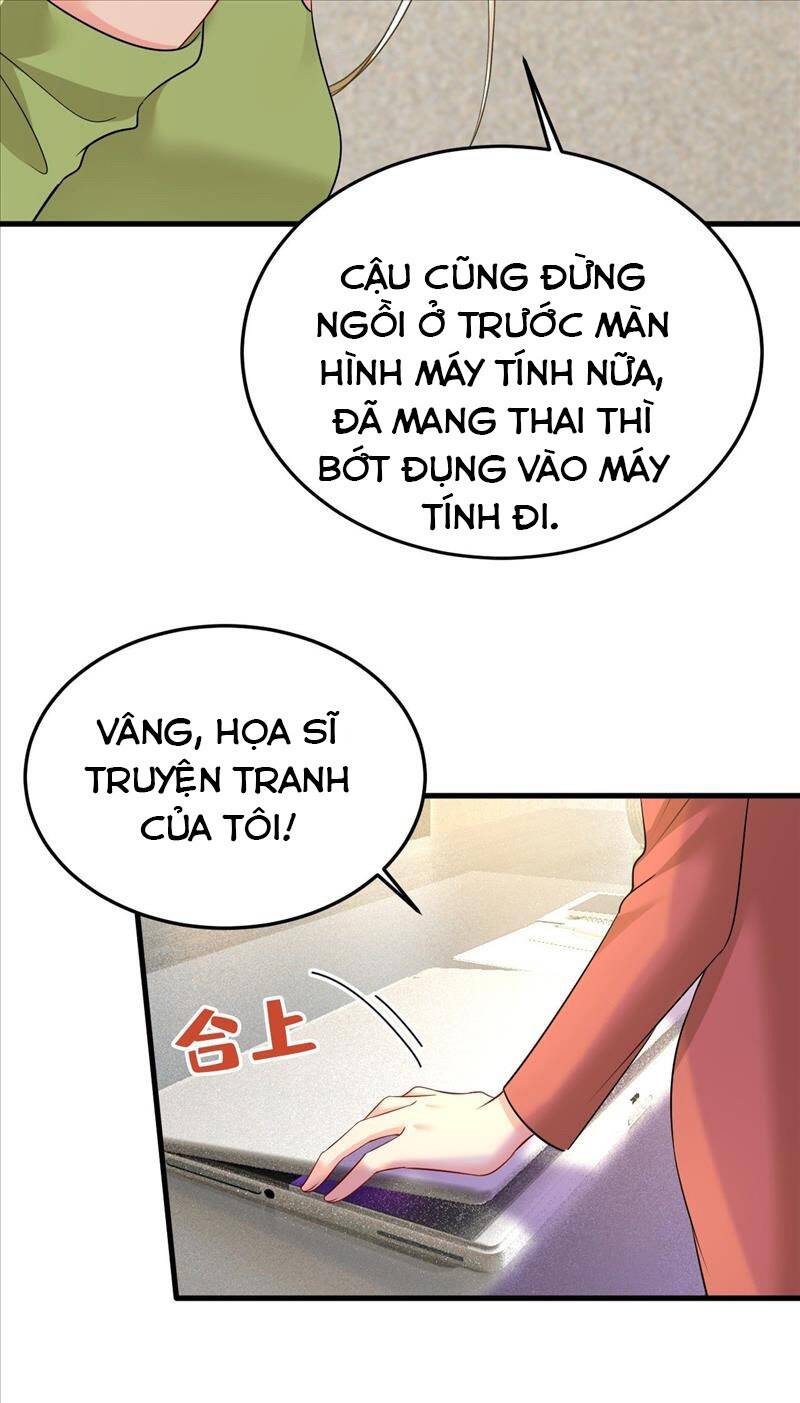 CẬU CŨNG ĐỪNG
NGỒI Ở TRƯỚC MÀN
HÌNH MÁY TÍNH NỮA,
ĐÃ MANG THAI THÌ
BỚT ĐỤNG VÀO MÁY
TÍNH ĐI.
VÂNG, HỌA SĨ
TRUYỆN TRANH
CỦA TÔI!
合上